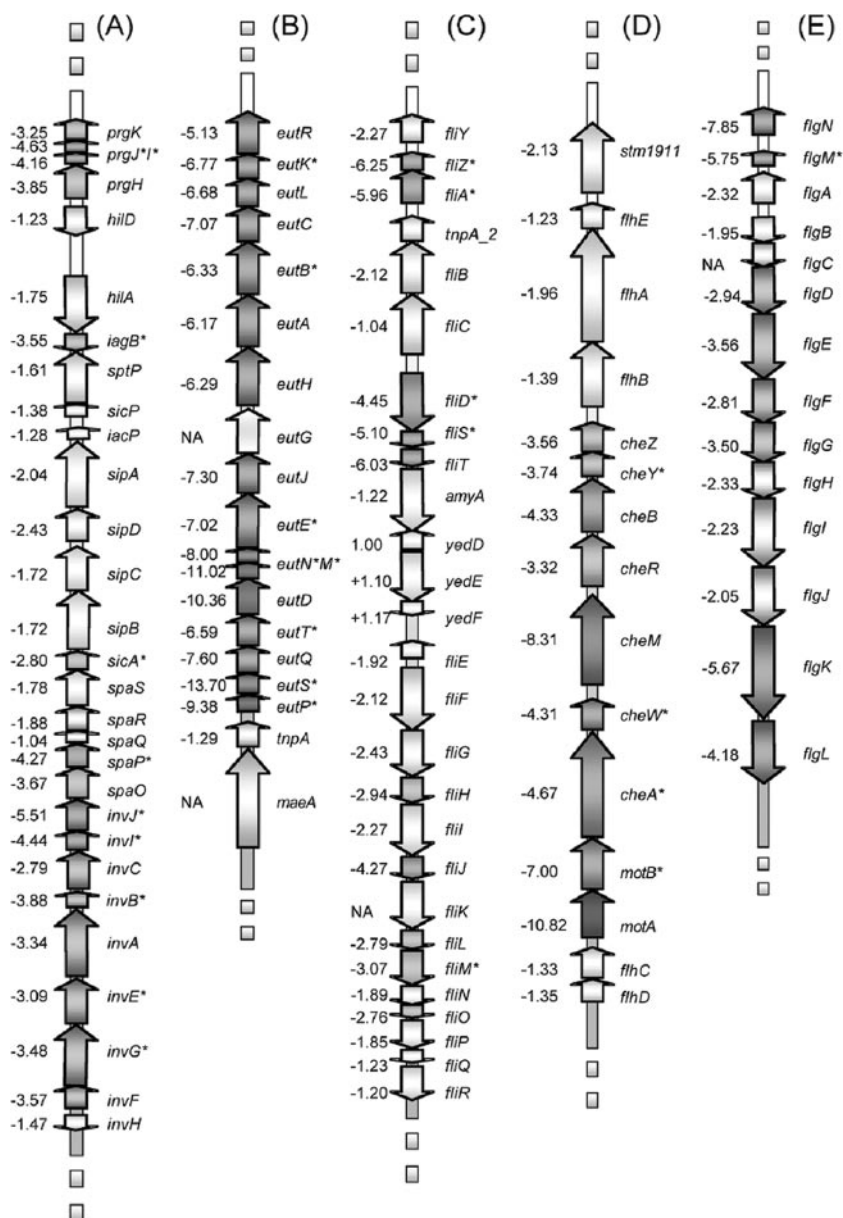 (A)
-3.25 prgK
-4.63
-4.16 prgJ*I*
-3.85 prgH
-1.23 hilD
-1.75 hilA
-3.55 iagB*
-1.61 sptP
-1.38 sicP
-1.28 iacP
-2.04 sipA
-2.43 sipD
-1.72 sipC
-1.72 sipB
-2.80 sicA*
-1.78 spaS
-1.88 spaR
-1.04 spaQ
-4.27 spaP*
-3.67 spaO
-5.51 invJ*
-4.44 invI*
-2.79 invC
-3.88 invB*
-3.34 invA
-3.09 invE*
-3.48 invG*
-3.57 invF
-1.47 invH
(B)
-5.13 eutR
-6.77 eutK*
-6.68 eutL
-7.07 eutC
-6.33 eutB*
-6.17 eutA
-6.29 eutH
NA eutG
-7.30 eutJ
-7.02 eutE*
-8.00
-11.02 eutN*M*
-10.36 eutD
-6.59 eutT*
-7.60 eutQ
-13.70 eutS*
-9.38 eutP*
-1.29 tnpA
NA maeA
(C)
-2.27 fliY
-6.25 fliZ*
-5.96 fliA*
tnpA_2
-2.12 fliB
-1.04 fliC
-4.45 fliD*
-5.10 fliS*
-6.03 fliT
-1.22 amyA
1.00 yedD
+1.10 yedE
+1.17 yedF
-1.92 fliE
-2.12 fliF
-2.43 fliG
-2.94 fliH
-2.27 fliI
-4.27 fliJ
NA fliK
-2.79 fliL
-3.07 fliM*
-1.89 fliN
-2.76 fliO
-1.85 fliP
-1.23 fliQ
-1.20 fliR
(D)
-2.13 stm1911
-1.23 flhE
-1.96 flhA
-1.39 flhB
-3.56 cheZ
-3.74 cheY*
-4.33 cheB
-3.32 cheR
-8.31 cheM
-4.31 cheW*
-4.67 cheA*
-7.00 motB*
-10.82 motA
-1.33 flhC
-1.35 flhD
(E)
-7.85 flgN
-5.75 flgM*
-2.32 flgA
-1.95 flgB
NA flgC
-2.94 flgD
-3.56 flgE
-2.81 flgF
-3.50 flgG
-2.33 flgH
-2.23 flgI
-2.05 flgJ
-5.67 flgK
-4.18 flgL